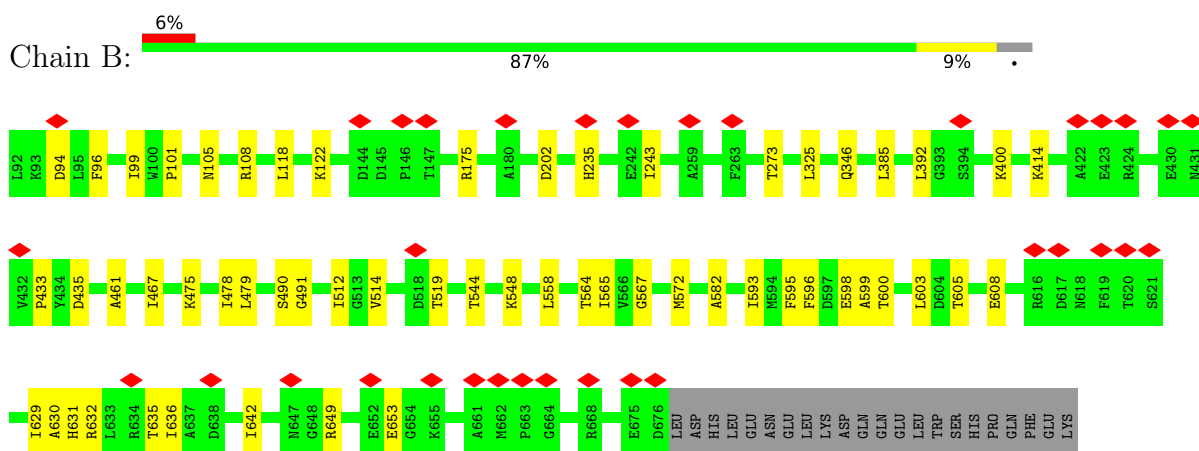 6%
Chain B:
87% 9% •
L92 K93 D94 L95 F96 I99 W100 P101 N105 R108 L118 K122 D144 D145 P146 T147 R175 A180 D202 H235 E242 I243 A259 F263 T273 L325 Q346 L385 L392 G393 S394 K400 K414 A422 E423 R424 E430 N431
V432 P433 Y434 D435 A461 I467 K475 I478 L479 S490 G491 I512 G513 V514 D518 T519 T544 K548 L558 T564 I565 V566 G567 M572 A582 I593 M594 F595 F596 D597 E598 A599 T600 L603 D604 T605 E608 R616 D617 N618 F619 T620 S621
I629 A630 H631 R632 L633 R634 T635 I636 A637 D638 I642 N647 G648 R649 E652 E653 G654 K655 A661 M662 P663 G664 R668 E675 D676 LEU ASP HIS LEU GLU ASN GLU LEU LYS ASP GLN GLN GLU LEU TRP SER HIS PRO GLN PHE GLU LYS